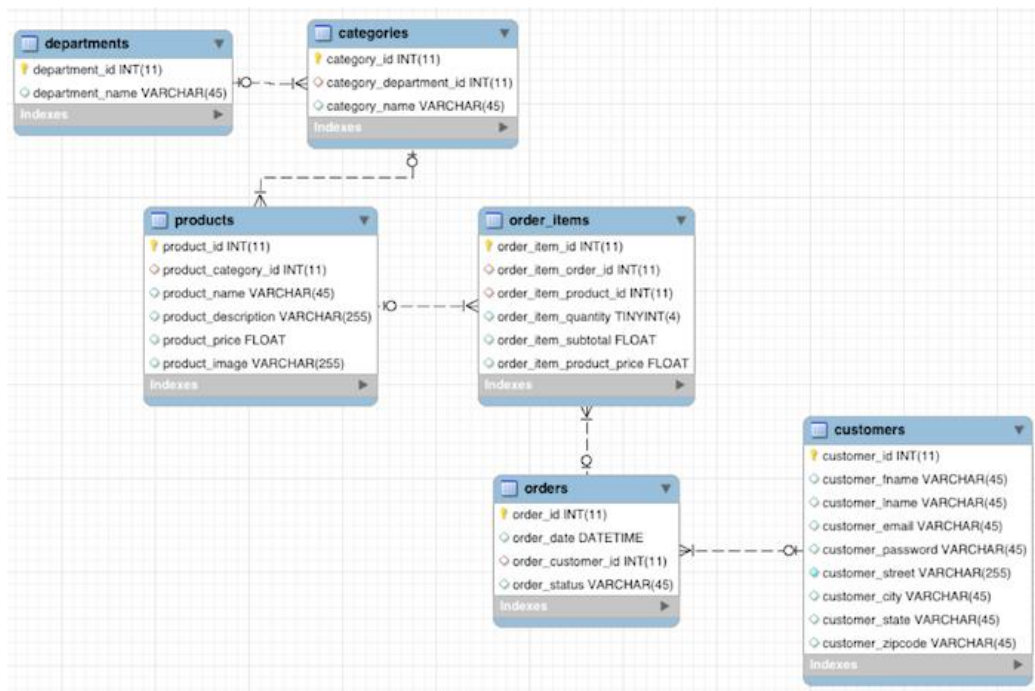 departments
department_id INT(11)
department_name VARCHAR(45)
Indexes
categories
category_id INT(11)
category_department_id INT(11)
category_name VARCHAR(45)
Indexes
products
product_id INT(11)
product_category_id INT(11)
product_name VARCHAR(45)
product_description VARCHAR(255)
product_price FLOAT
product_image VARCHAR(255)
Indexes
order_items
order_item_id INT(11)
order_item_order_id INT(11)
order_item_product_id INT(11)
order_item_quantity TINYINT(4)
order_item_subtotal FLOAT
order_item_product_price FLOAT
Indexes
orders
order_id INT(11)
order_date DATETIME
order_customer_id INT(11)
order_status VARCHAR(45)
Indexes
customers
customer_id INT(11)
customer_fname VARCHAR(45)
customer_lname VARCHAR(45)
customer_email VARCHAR(45)
customer_password VARCHAR(45)
customer_street VARCHAR(255)
customer_city VARCHAR(45)
customer_state VARCHAR(45)
customer_zipcode VARCHAR(45)
Indexes